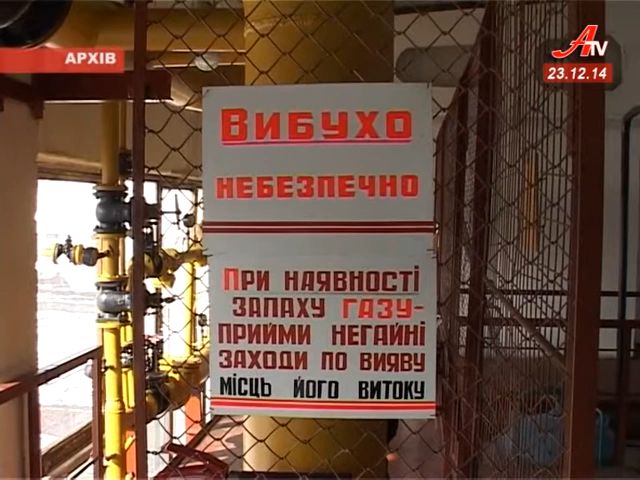 АРХІВ
ATV
23.12.14
ВИБУХО
НЕБЕЗПЕЧНО
ПРИ НАЯВНОСТІ
ЗАПАХУ ГАЗУ-
ПРИЙМИ НЕГАЙНІ
ЗАХОДИ ПО ВИЯВУ
МІСЦЬ ЙОГО ВИТОКУ